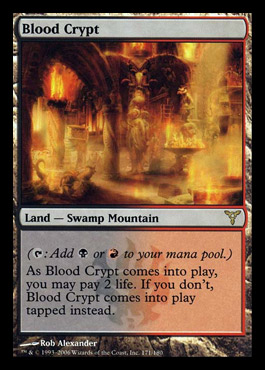 Blood Crypt
Land — Swamp Mountain
(: Add or to your mana pool.)
As Blood Crypt comes into play,
you may pay 2 life. If you don't,
Blood Crypt comes into play
tapped instead.
Rob Alexander
™ & © 1993-2006 Wizards of the Coast, Inc. 171/180